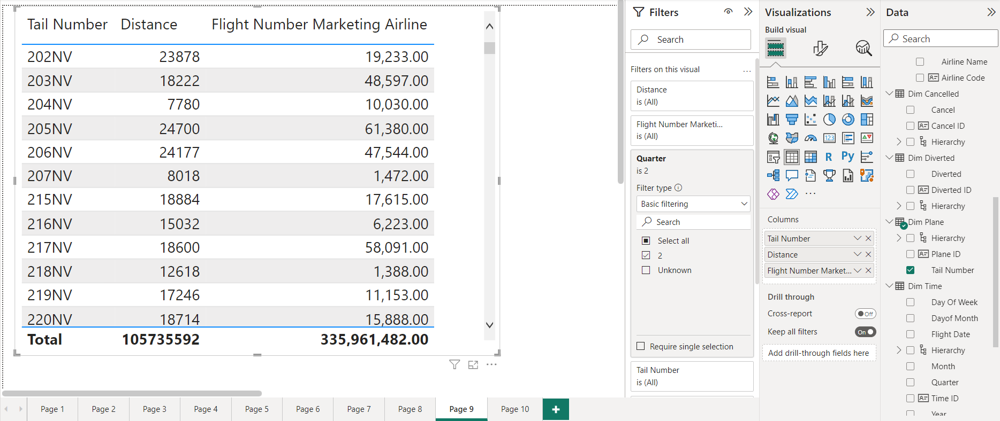 Tail Number Distance Flight Number Marketing Airline
202NV 23878 19,233.00
203NV 18222 48,597.00
204NV 7780 10,030.00
205NV 24700 61,380.00
206NV 24177 47,544.00
207NV 8018 1,472.00
215NV 18884 17,615.00
216NV 15032 6,223.00
217NV 18600 58,091.00
218NV 12618 1,388.00
219NV 17246 11,153.00
220NV 18714 15,888.00
Total 105735592 335,961,482.00
Page 1 Page 2 Page 3 Page 4 Page 5 Page 6 Page 7 Page 8 Page 9 Page 10 +
Filters
Search
Filters on this visual ...
Distance
is (All)
Flight Number Marketi...
is (All)
Quarter
is 2
Filter type
Basic filtering
Search
Select all
2
Unknown
Require single selection
Tail Number
is (All)
Visualizations
Build visual
123
R Py
...
Columns
Tail Number
Distance
Flight Number Market...
Drill through
Cross-report Off
Keep all filters On
Add drill-through fields here
Data
Search
Airline Name
Airline Code
Dim Cancelled
Cancel
Cancel ID
Hierarchy
Dim Diverted
Diverted
Diverted ID
Hierarchy
Dim Plane
Hierarchy
Plane ID
Tail Number
Dim Time
Day Of Week
Dayof Month
Flight Date
Hierarchy
Month
Quarter
Time ID
Year